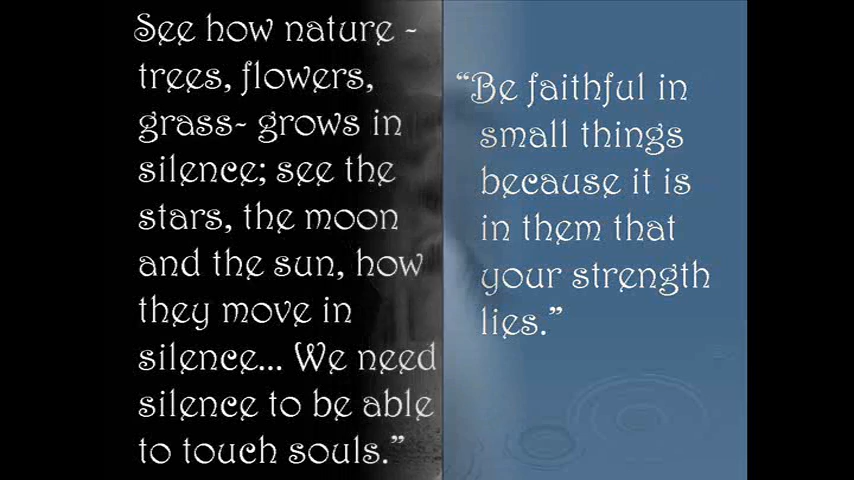 See how nature -
trees, flowers,
grass- grows in
silence; see the
stars, the moon
and the sun, how
they move in
silence... We need
silence to be able
to touch souls.”
“Be faithful in
small things
because it is
in them that
your strength
lies.”